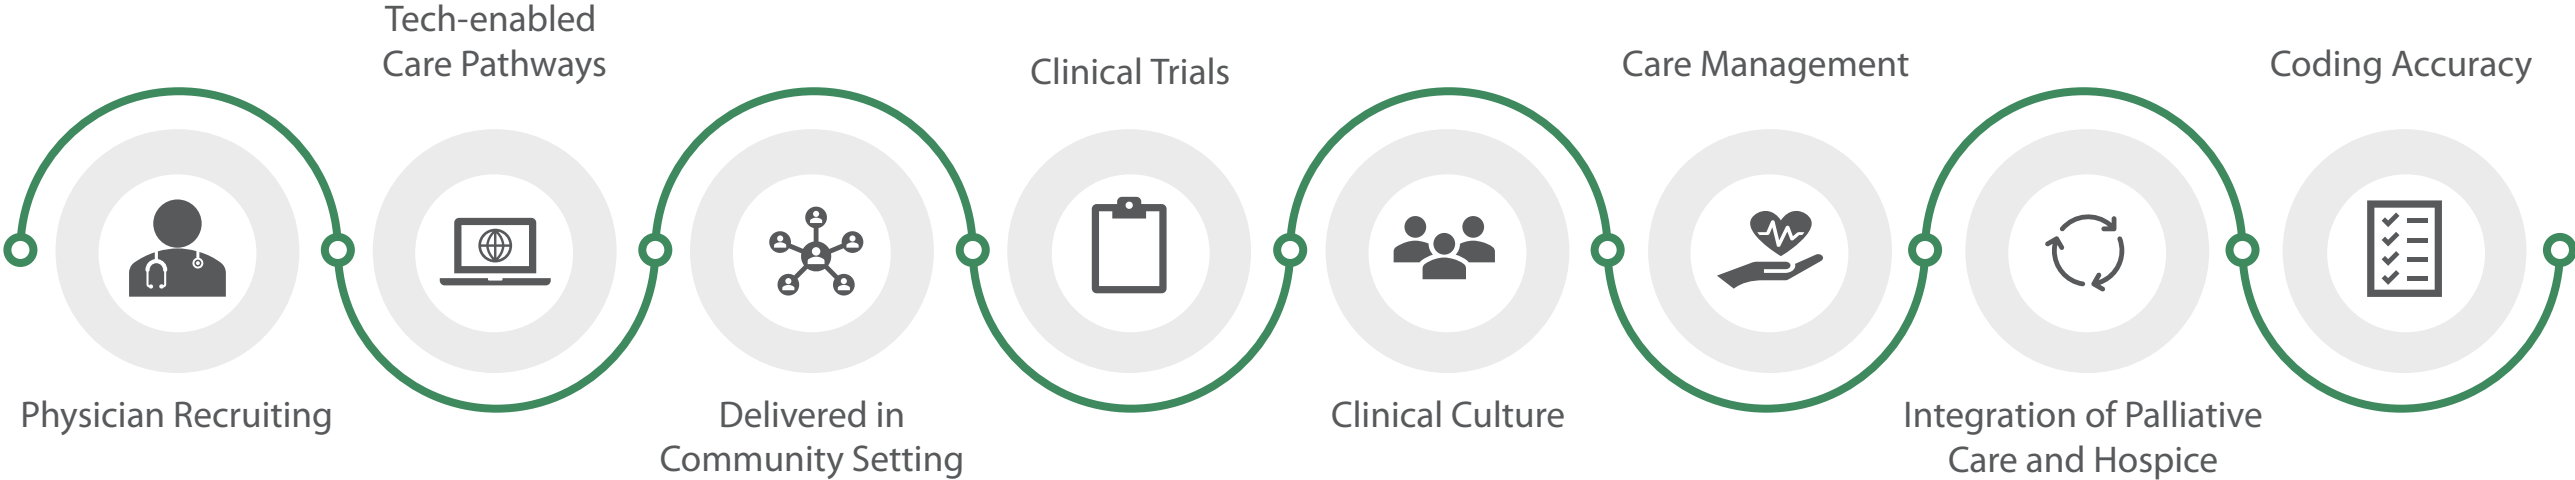 Physician Recruiting
Tech-enabled
Care Pathways
Delivered in
Community Setting
Clinical Trials
Clinical Culture
Care Management
Integration of Palliative
Care and Hospice
Coding Accuracy